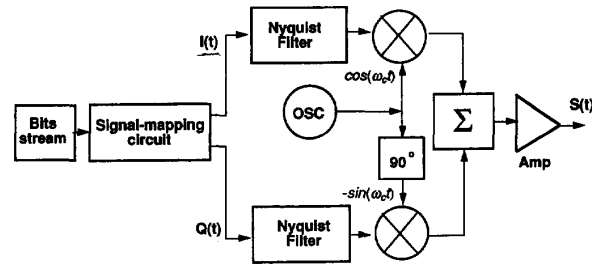 I(t)
Nyquist
Filter
cos(ω_c t)
OSC
Bits
stream
Signal-mapping
circuit
Σ
S(t)
Amp
90°
-sin(ω_c t)
Q(t)
Nyquist
Filter